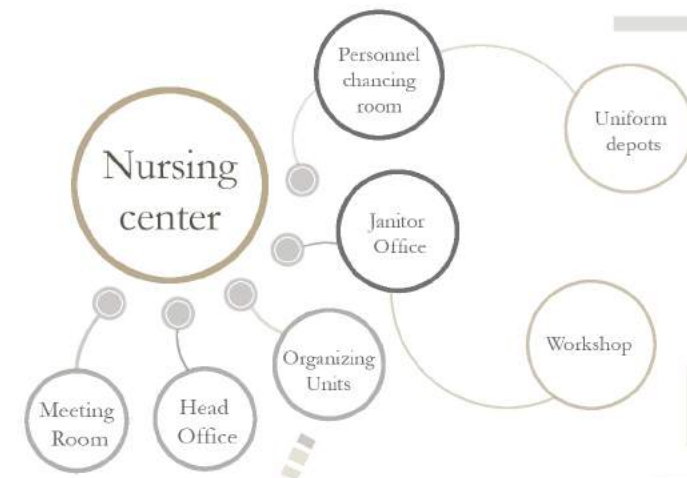 Personnel
chancing
room
Uniform
depots
Nursing
center
Janitor
Office
Organizing
Units
Workshop
Meeting
Room
Head
Office